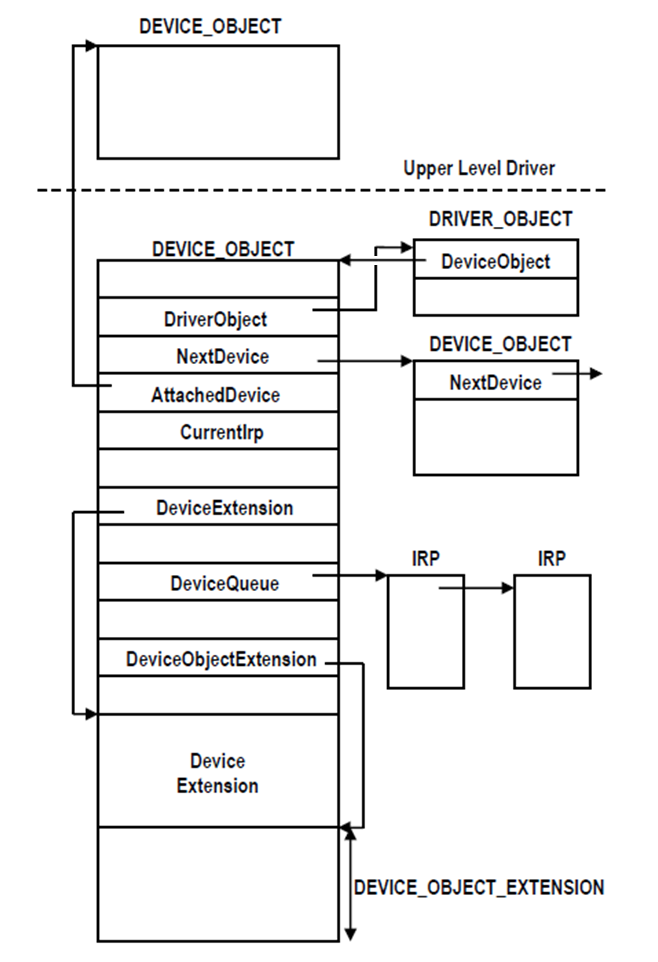 DEVICE_OBJECT
Upper Level Driver
DRIVER_OBJECT
DEVICE_OBJECT
DeviceObject
DriverObject
DEVICE_OBJECT
NextDevice
NextDevice
AttachedDevice
CurrentIrp
DeviceExtension
IRP
IRP
DeviceQueue
DeviceObjectExtension
Device
Extension
DEVICE_OBJECT_EXTENSION